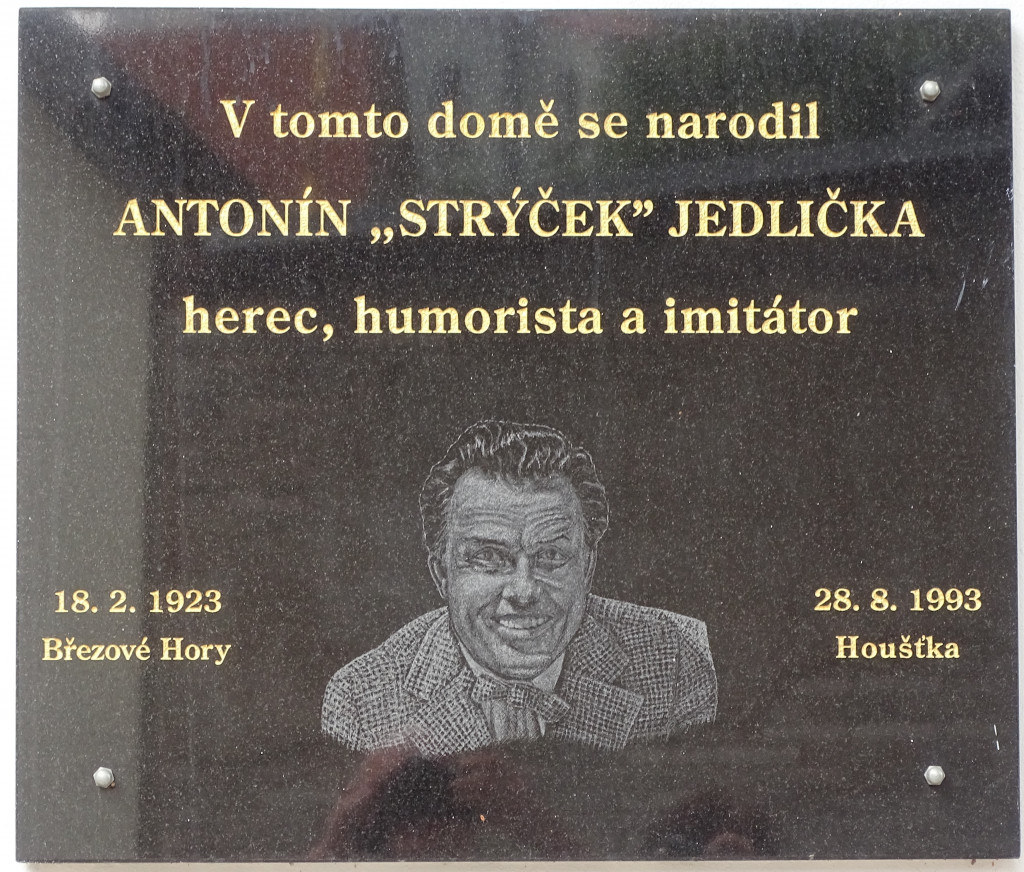 V tomto domě se narodil
ANTONÍN „STRÝČEK” JEDLIČKA
herec, humorista a imitátor
18. 2. 1923
Březové Hory
28. 8. 1993
Houšťka